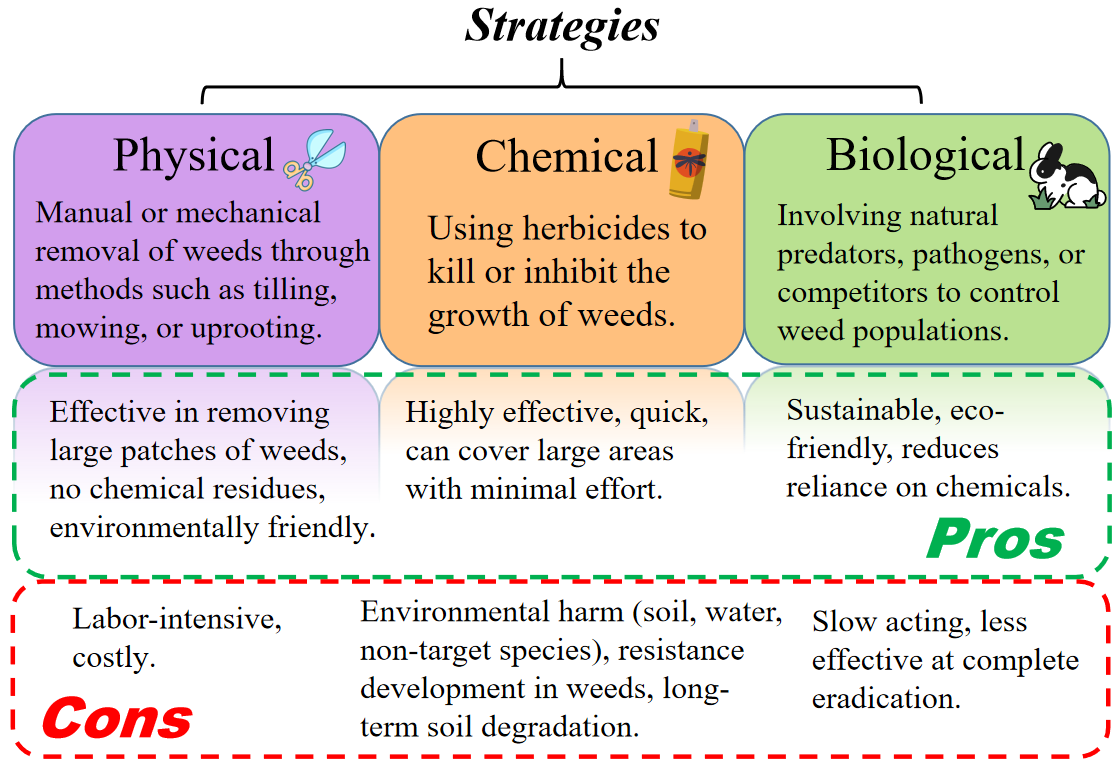 Strategies
Physical
Manual or mechanical
removal of weeds through
methods such as tilling,
mowing, or uprooting.
Chemical
Using herbicides to
kill or inhibit the
growth of weeds.
Biological
Involving natural
predators, pathogens, or
competitors to control
weed populations.
Effective in removing
large patches of weeds,
no chemical residues,
environmentally friendly.
Highly effective, quick,
can cover large areas
with minimal effort.
Sustainable, eco-
friendly, reduces
reliance on chemicals.
Pros
Labor-intensive,
costly.
Environmental harm (soil, water,
non-target species), resistance
development in weeds, long-
term soil degradation.
Slow acting, less
effective at complete
eradication.
Cons